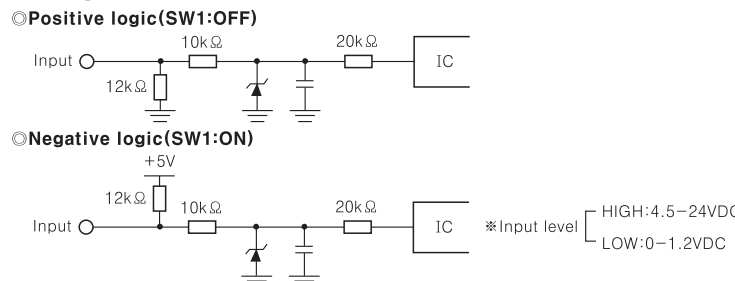 ◎Positive logic(SW1:OFF)
10kΩ
20kΩ
Input
IC
12kΩ
◎Negative logic(SW1:ON)
+5V
12kΩ
10kΩ
20kΩ
Input
IC
※Input level
HIGH:4.5-24VDC
LOW:0-1.2VDC